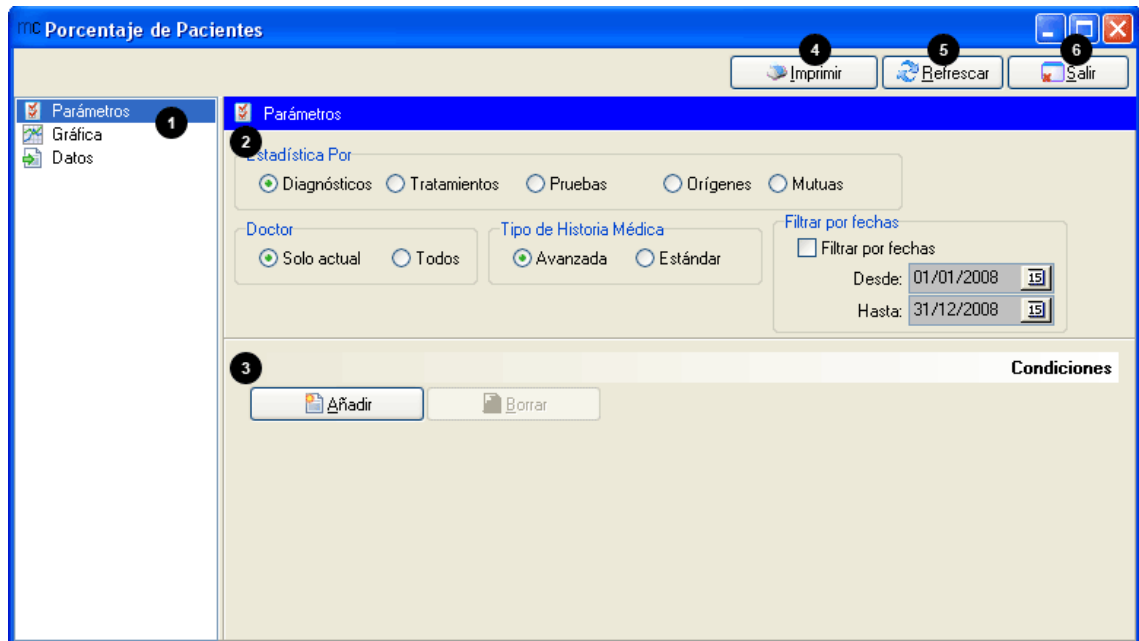 mc Porcentaje de Pacientes
4 5 6
Imprimir Refrescar Salir
Parámetros
1
Gráfica
Datos
Parámetros
2
Estadística Por
Diagnósticos Tratamientos Pruebas Orígenes Mutuas
Doctor
Solo actual Todos
Tipo de Historia Médica
Avanzada Estándar
Filtrar por fechas
Filtrar por fechas
Desde: 01/01/2008 15
Hasta: 31/12/2008 15
3
Condiciones
Añadir Borrar